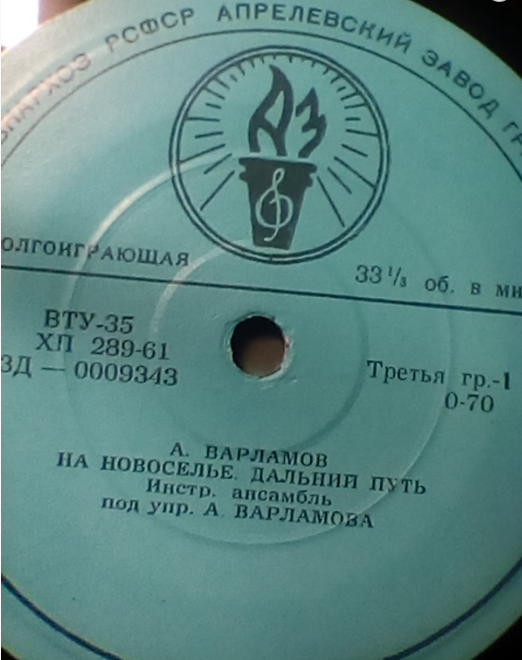 РСФСР АПРЕЛЕВСКИЙ ЗАВОД
АЗ
33 1/3 об. в
ВТУ-35
ХП 289-61
ЗД — 0009343
Третья гр.-1
0-70
А. ВАРЛАМОВ
НА НОВОСЕЛЬЕ. ДАЛЬНИЙ ПУТЬ
Инстр. ансамбль
под упр. А. ВАРЛАМОВА